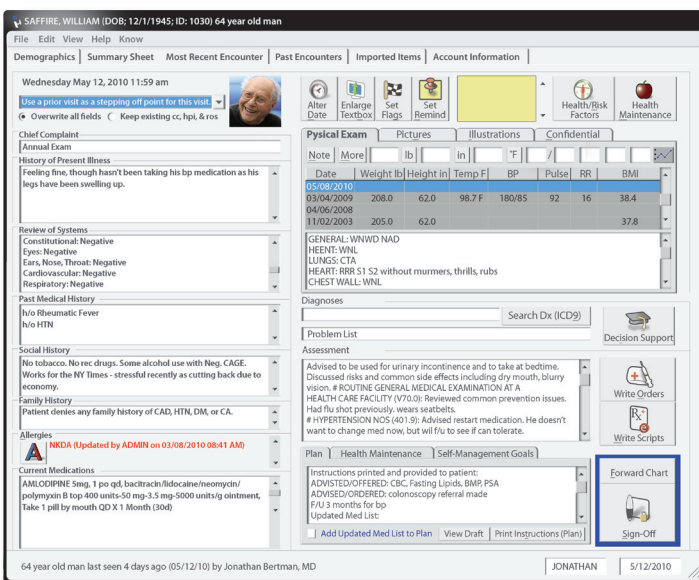 SAFFIRE, WILLIAM (DOB; 12/1/1945; ID: 1030) 64 year old man
File Edit View Help Know
Demographics Summary Sheet Most Recent Encounter Past Encounters Imported Items Account Information
Wednesday May 12, 2010 11:59 am
Use a prior visit as a stepping off point for this visit.
Overwrite all fields Keep existing cc, hpi, & ros
Chief Complaint
Annual Exam
History of Present Illness
Feeling fine, though hasn't been taking his bp medication as his
legs have been swelling up.
Review of Systems
Constitutional: Negative
Eyes: Negative
Ears, Nose, Throat: Negative
Cardiovascular: Negative
Respiratory: Negative
Past Medical History
h/o Rheumatic Fever
h/o HTN
Social History
No tobacco. No rec drugs. Some alcohol use with Neg. CAGE.
Works for the NY Times - stressful recently as cutting back due to
economy.
Family History
Patient denies any family history of CAD, HTN, DM, or CA.
Allergies
NKDA (Updated by ADMIN on 03/08/2010 08:41 AM)
Current Medications
AMLODIPINE 5mg, 1 po qd, bacitracin/lidocaine/neomycin/
polymyxin B top 400 units-50 mg-3.5 mg-5000 units/g ointment,
Take 1 pill by mouth QD X 1 Month (30d)
Alter Date
Enlarge Textbox
Set Flags
Set Remind
Health/Risk Factors
Health Maintenance
Pysical Exam Pictures Illustrations Confidential
Note More lb in °F /
Date Weight lb Height in Temp F BP Pulse RR BMI
05/08/2010
03/04/2009 208.0 62.0 98.7 F 180/85 92 16 38.4
04/06/2008
11/02/2003 205.0 62.0 37.8
GENERAL: WNWD NAD
HEENT: WNL
LUNGS: CTA
HEART: RRR S1 S2 without murmers, thrills, rubs
CHEST WALL: WNL
Diagnoses
Search Dx (ICD9)
Problem List
Decision Support
Assessment
Advised to be used for urinary incontinence and to take at bedtime.
Discussed risks and common side effects including dry mouth, blurry
vision. # ROUTINE GENERAL MEDICAL EXAMINATION AT A
HEALTH CARE FACILITY (V70.0): Reviewed common prevention issues.
Had flu shot previously. wears seatbelts.
# HYPERTENSION NOS (401.9): Advised restart medication. He doesn't
want to change med now, but wil f/u to see if can tolerate.
Write Orders
Write Scripts
Plan Health Maintenance Self-Management Goals
Instructions printed and provided to patient:
ADVISTED/OFFERED: CBC, Fasting Lipids, BMP, PSA
ADVISED/ORDERED: colonoscopy referral made
F/U 3 months for bp
Updated Med List:
Add Updated Med List to Plan View Draft Print Instructions (Plan)
Forward Chart
Sign-Off
64 year old man last seen 4 days ago (05/12/10) by Jonathan Bertman, MD
JONATHAN 5/12/2010